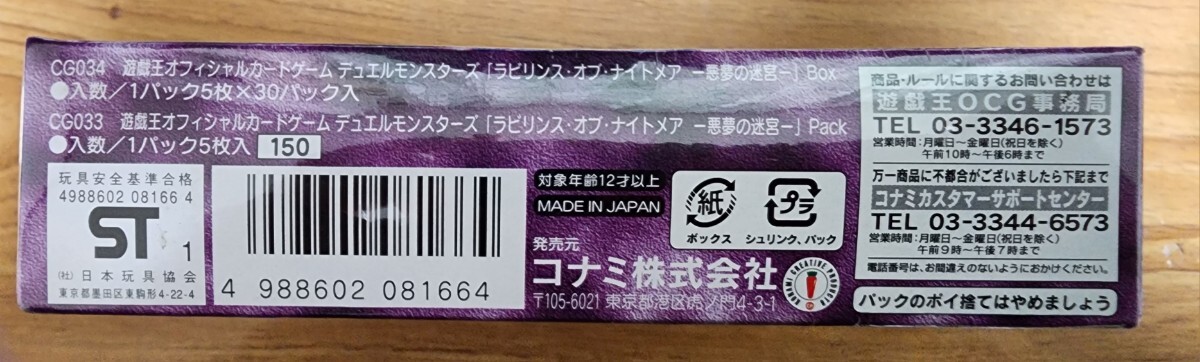 CG034 遊戯王オフィシャルカードゲーム デュエルモンスターズ「ラビリンス・オブ・ナイトメア －悪夢の迷宮－」Box
●入数／1パック5枚×30パック入
CG033 遊戯王オフィシャルカードゲーム デュエルモンスターズ「ラビリンス・オブ・ナイトメア －悪夢の迷宮－」Pack
●入数／1パック5枚入 150
玩具安全基準合格
4988602 08166 4
ST 1
(社)日本玩具協会
東京都墨田区東駒形4-22-4
4 988602 081664
対象年齢12才以上
MADE IN JAPAN
発売元
コナミ株式会社
〒105-6021 東京都港区虎ノ門4-3-1
紙
ボックス
プラ
シュリンク、パック
KONAMI CREATIVE PRODUCTS
商品・ルールに関するお問い合わせは
遊戯王OCG事務局
TEL 03-3346-1573
営業時間：月曜日〜金曜日(祝日を除く)
午前10時〜午後6時まで
万一商品に不都合がございましたら下記まで
コナミカスタマーサポートセンター
TEL 03-3344-6573
営業時間：月曜日〜金曜日(祝日を除く)
午前9時〜午後7時まで
電話番号は、お間違えのないようにおかけください。
パックのポイ捨てはやめましょう